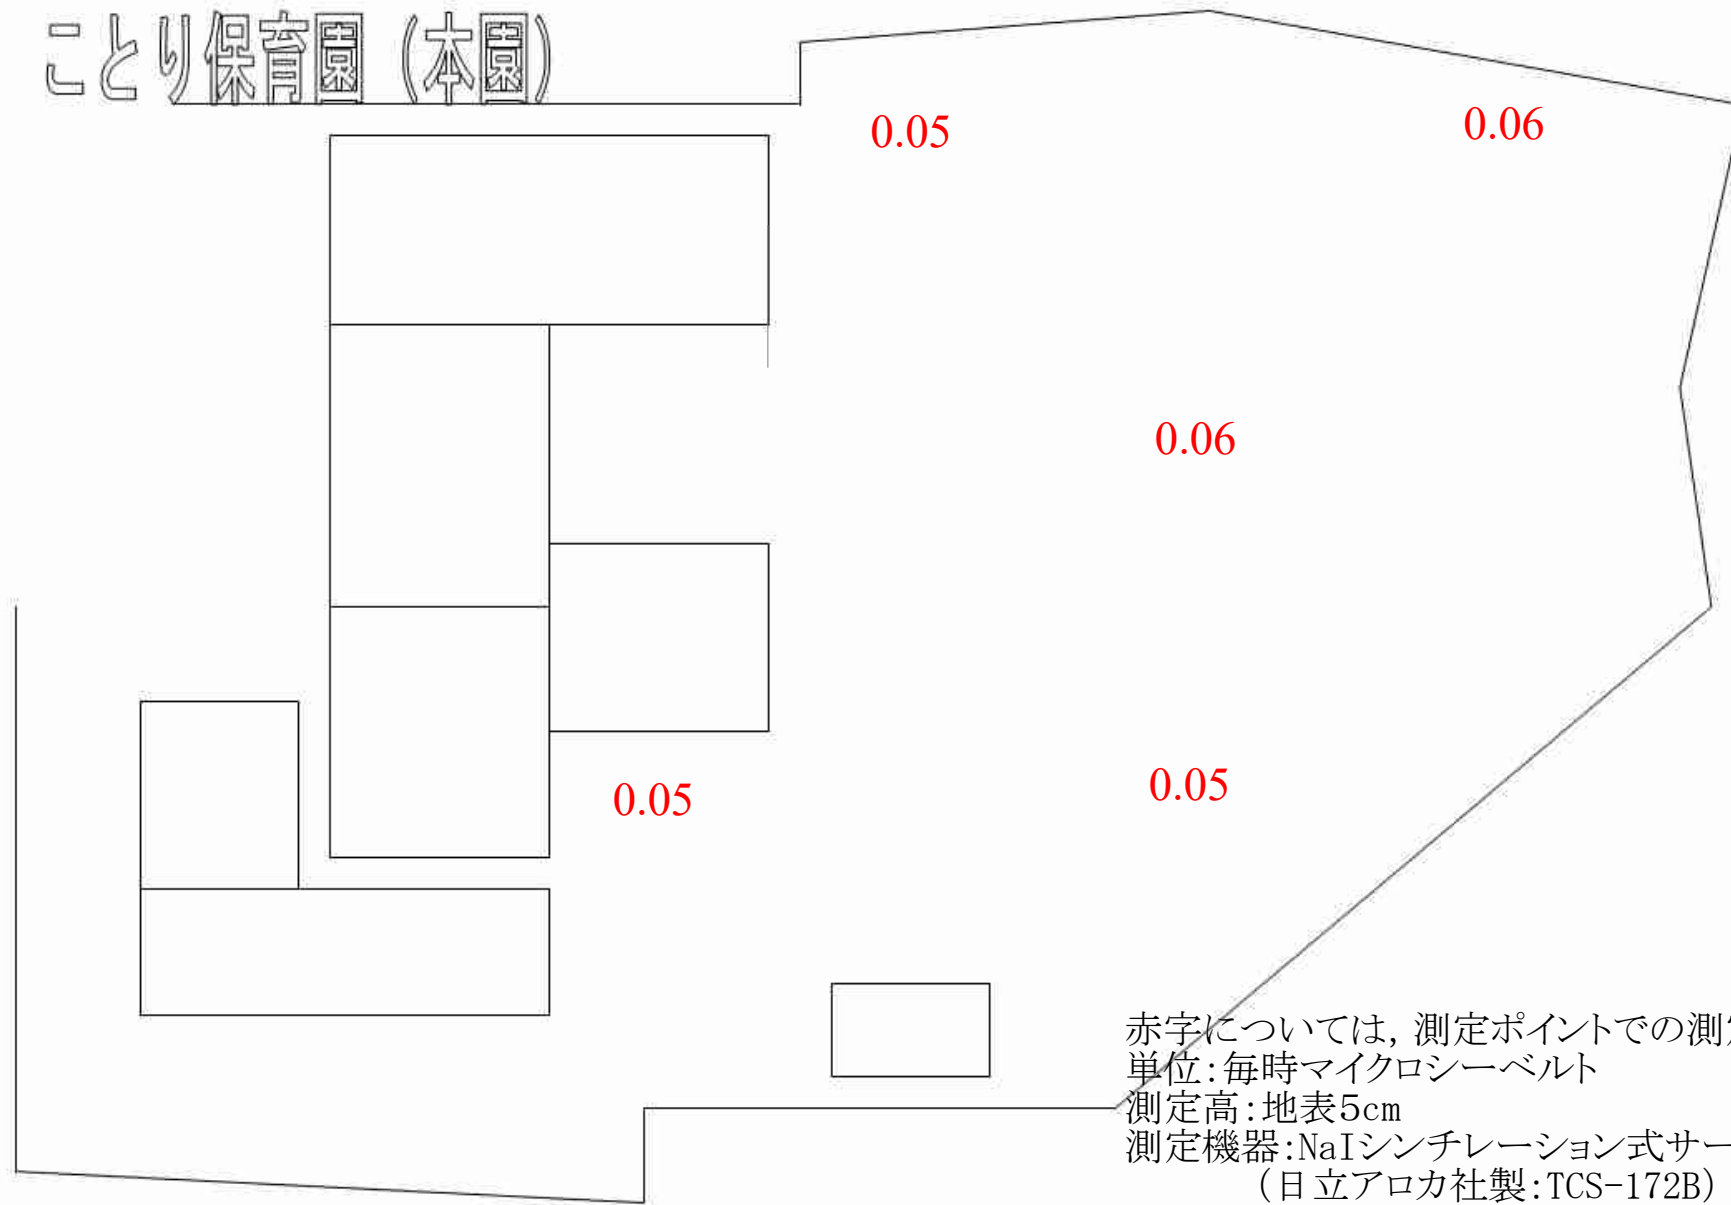 ことり保育園（本園）
0.05
0.06
0.06
0.05
0.05
赤字については，測定ポイントでの測定
単位：毎時マイクロシーベルト
測定高：地表5cm
測定機器：NaIシンチレーション式サー
（日立アロカ社製：TCS-172B）